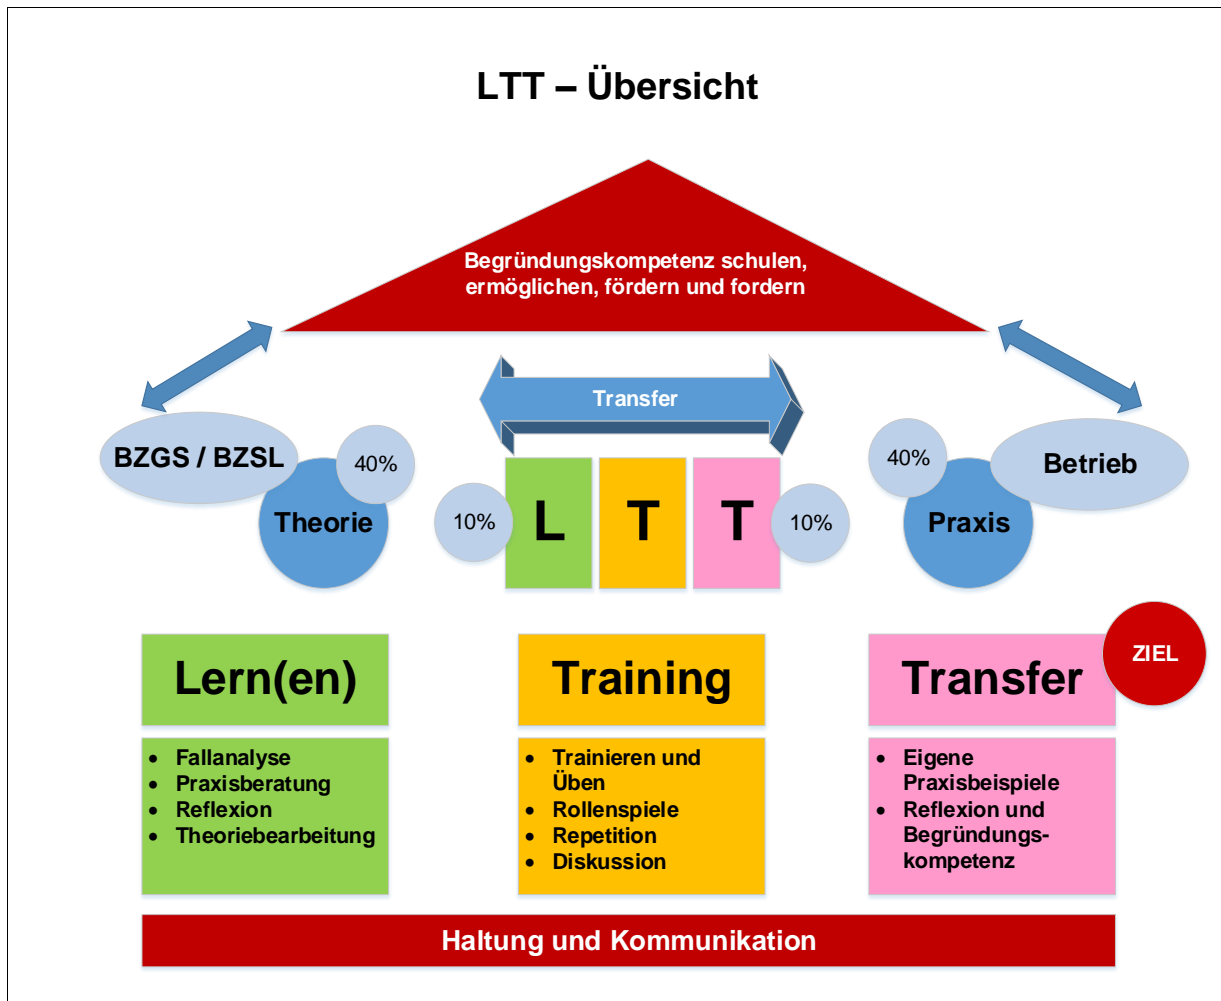 LTT – Übersicht
Begründungskompetenz schulen,
ermöglichen, fördern und fordern
Transfer
BZGS / BZSL
40%
Theorie
10%
L
T
T
10%
40%
Praxis
Betrieb
Lern(en)
• Fallanalyse
• Praxisberatung
• Reflexion
• Theoriebearbeitung
Training
• Trainieren und
Üben
• Rollenspiele
• Repetition
• Diskussion
Transfer
ZIEL
• Eigene
Praxisbeispiele
• Reflexion und
Begründungs-
kompetenz
Haltung und Kommunikation